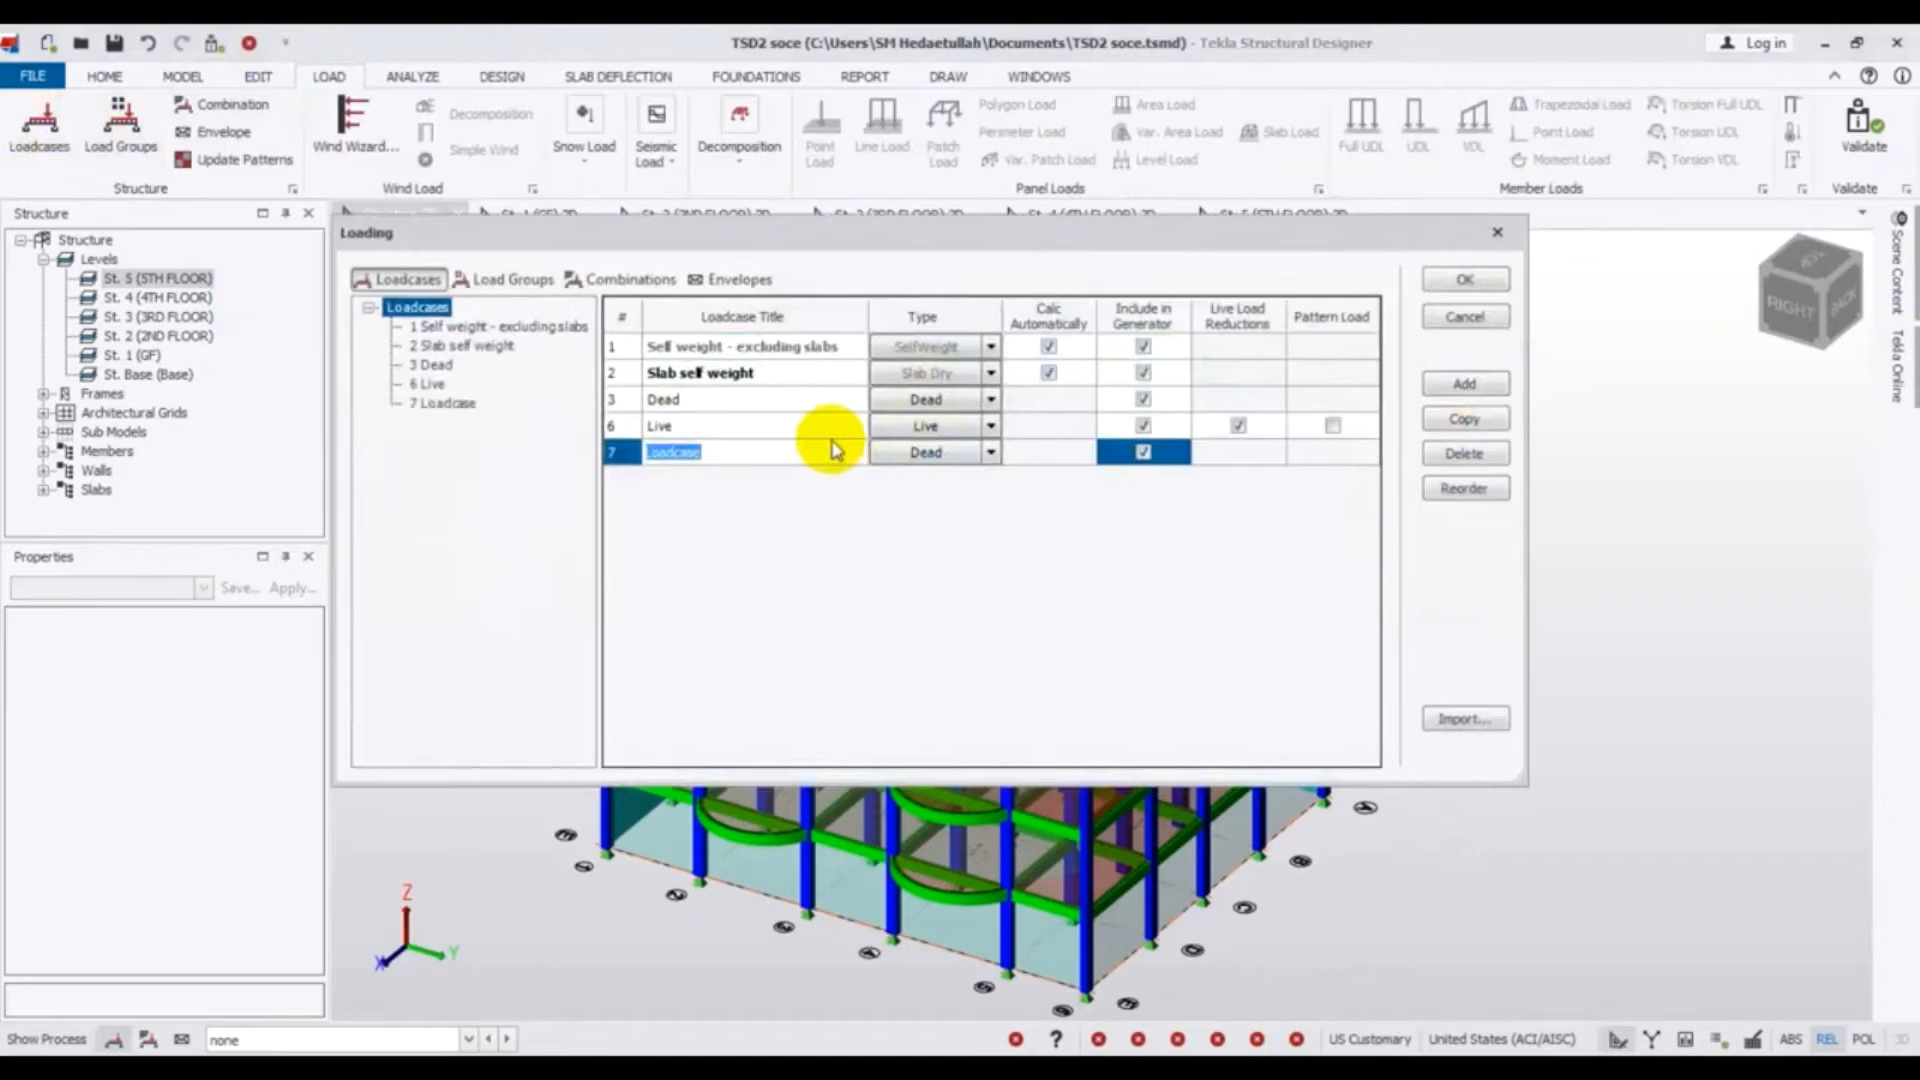 TSD2 soce (C:\Users\SM Hedaetullah\Documents\TSD2 soce.tsmd) - Tekla Structural Designer
Log in
FILE HOME MODEL EDIT LOAD ANALYZE DESIGN SLAB DEFLECTION FOUNDATIONS REPORT DRAW WINDOWS
Loadcases
Load Groups
Combination
Envelope
Update Patterns
Structure
Wind Wizard...
Decomposition
Simple Wind
Wind Load
Snow Load
Seismic Load
Decomposition
Point Load
Line Load
Patch Load
Polygon Load
Perimeter Load
Var. Patch Load
Area Load
Var. Area Load
Level Load
Slab Load
Panel Loads
Full UDL
UDL
VDL
Trapezoidal Load
Point Load
Moment Load
Torsion Full UDL
Torsion UDL
Torsion VDL
Member Loads
Validate
Validate
Structure
Structure
Levels
St. 5 (5TH FLOOR)
St. 4 (4TH FLOOR)
St. 3 (3RD FLOOR)
St. 2 (2ND FLOOR)
St. 1 (GF)
St. Base (Base)
Frames
Architectural Grids
Sub Models
Members
Walls
Slabs
Properties
Save... Apply...
Loading
Loadcases Load Groups Combinations Envelopes
Loadcases
1 Self weight - excluding slabs
2 Slab self weight
3 Dead
6 Live
7 Loadcase
# Loadcase Title Type Calc Automatically Include in Generator Live Load Reductions Pattern Load
1 Self weight - excluding slabs SelfWeight
2 Slab self weight Slab Dry
3 Dead Dead
6 Live Live
7 Loadcase Dead
OK
Cancel
Add
Copy
Delete
Reorder
Import...
RIGHT
BACK
Scene Content
Tekla Online
Z
Y
X
Show Process none ? US Customary United States (ACI/AISC) ABS REL POL 3D